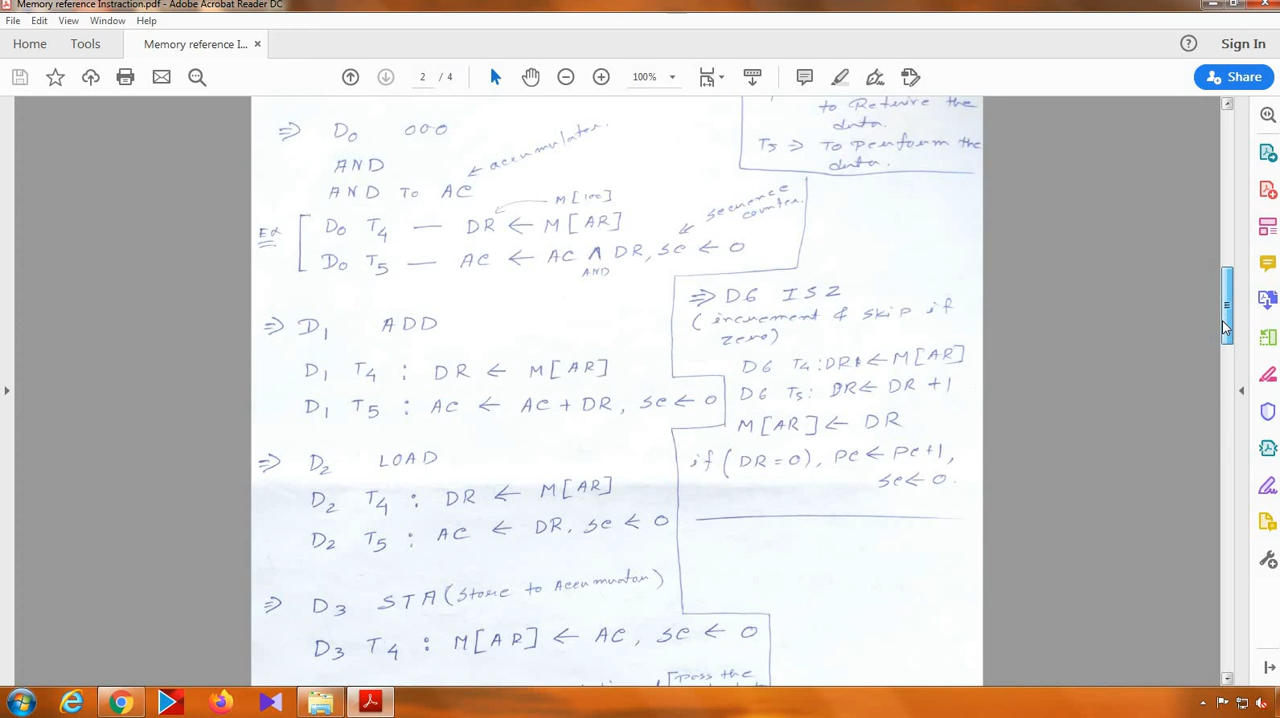 Memory reference Instraction.pdf - Adobe Acrobat Reader DC
File Edit View Window Help
Home Tools Memory reference I... ×
Sign In
2 / 4
100%
Share
to Reteive the
data.
T5 ⇒ To perform the
data.
⇒ D0 000
AND
AND To AC ← accumulator.
M[100]
Ex D0 T4 — DR ← M[AR]
sequence
counter.
D0 T5 — AC ← AC ∧ DR, SC ← 0
AND
⇒ D1 ADD
D1 T4 : DR ← M[AR]
D1 T5 : AC ← AC + DR, SC ← 0
⇒ D2 LOAD
D2 T4 : DR ← M[AR]
D2 T5 : AC ← DR, SC ← 0
⇒ D3 STA (Store to )
D3 T4 : M[AR] ← AC, SC ← 0
[pass the
⇒ D6 ISZ
(increment & skip if
zero)
D6 T4 : DR ← M[AR]
D6 T5 : DR ← DR + 1
M[AR] ← DR
if (DR = 0), PC ← PC+1,
SC ← 0.